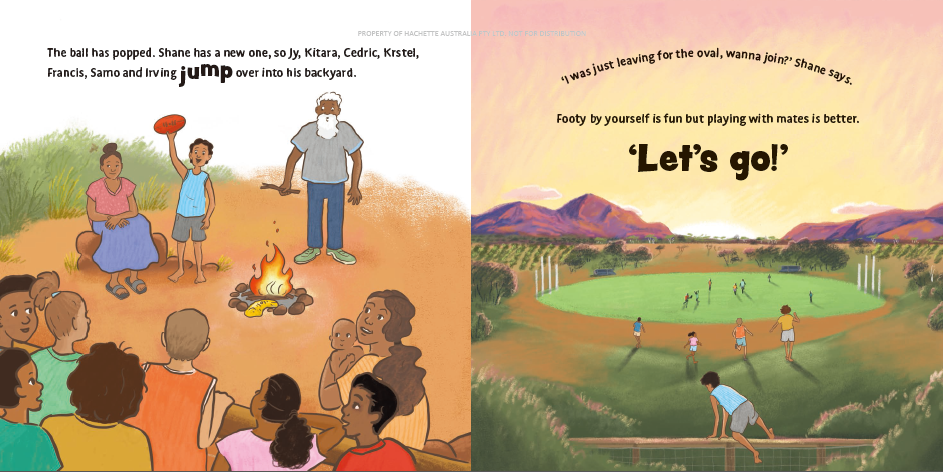 PROPERTY OF HACHETTE AUSTRALIA PTY LTD. NOT FOR DISTRIBUTION
The ball has popped. Shane has a new one, so Jy, Kitara, Cedric, Krstel,
Francis, Samo and Irving jump over into his backyard.
‘I was just leaving for the oval, wanna join?’ Shane says.
Footy by yourself is fun but playing with mates is better.
‘Let’s go!’